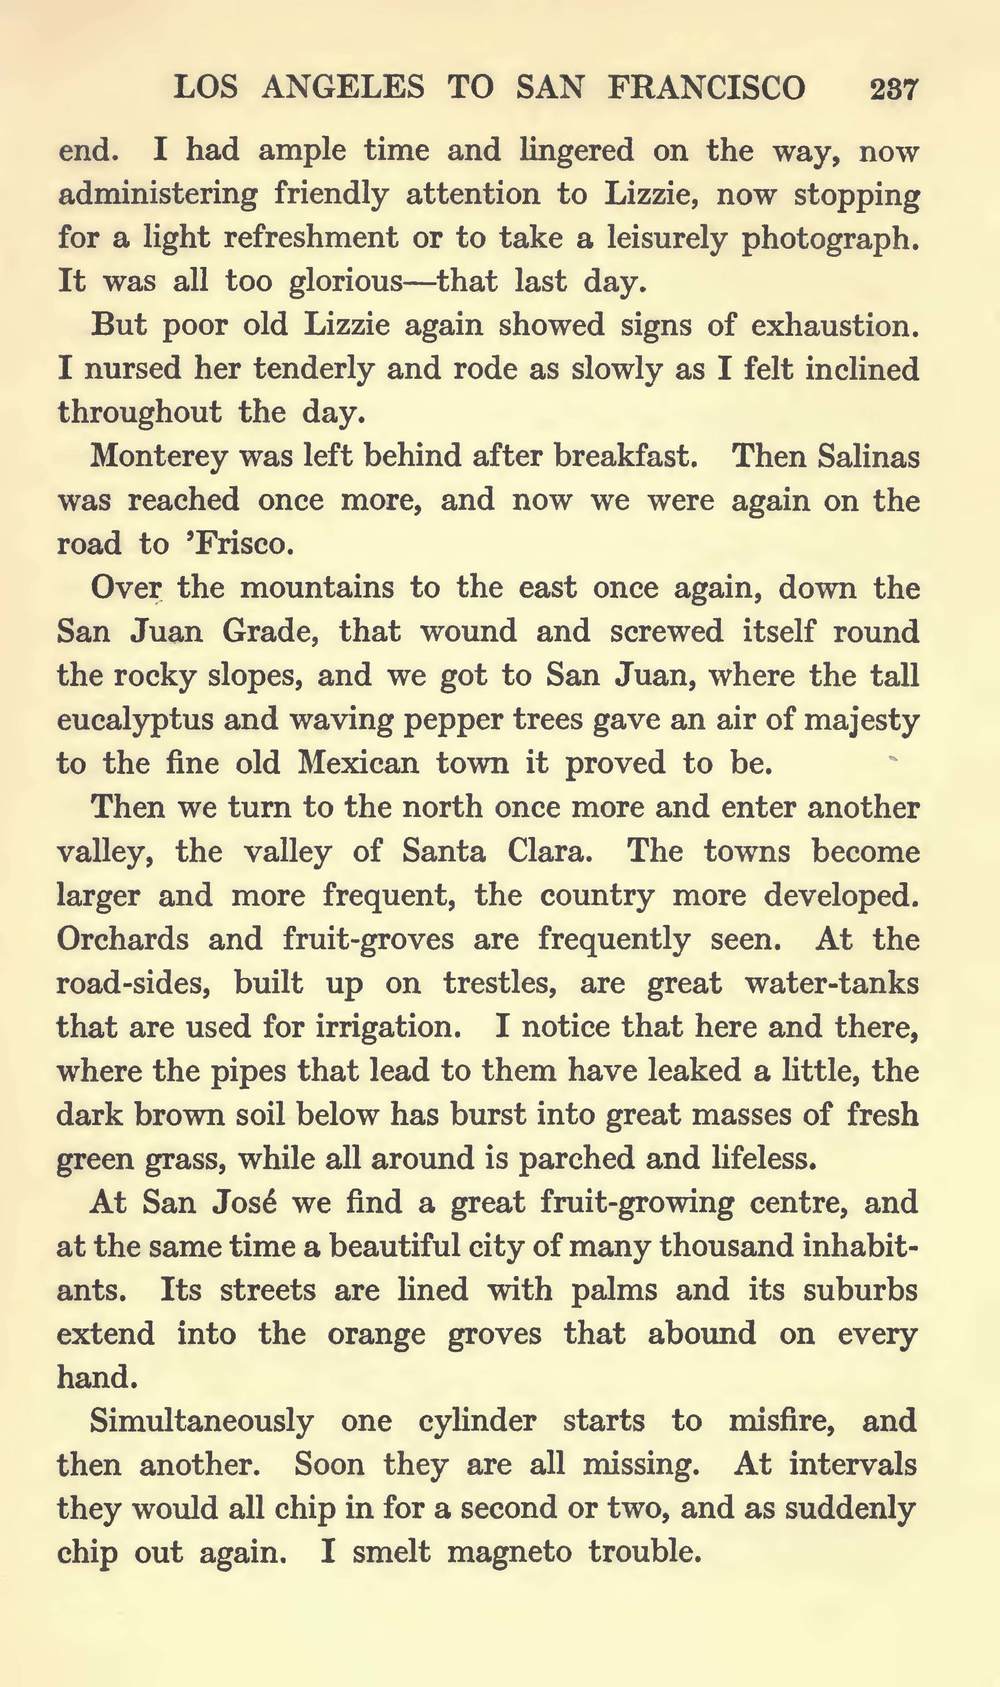 LOS ANGELES TO SAN FRANCISCO 237
end. I had ample time and lingered on the way, now
administering friendly attention to Lizzie, now stopping
for a light refreshment or to take a leisurely photograph.
It was all too glorious—that last day.
But poor old Lizzie again showed signs of exhaustion.
I nursed her tenderly and rode as slowly as I felt inclined
throughout the day.
Monterey was left behind after breakfast. Then Salinas
was reached once more, and now we were again on the
road to ’Frisco.
Over the mountains to the east once again, down the
San Juan Grade, that wound and screwed itself round
the rocky slopes, and we got to San Juan, where the tall
eucalyptus and waving pepper trees gave an air of majesty
to the fine old Mexican town it proved to be.
Then we turn to the north once more and enter another
valley, the valley of Santa Clara. The towns become
larger and more frequent, the country more developed.
Orchards and fruit-groves are frequently seen. At the
road-sides, built up on trestles, are great water-tanks
that are used for irrigation. I notice that here and there,
where the pipes that lead to them have leaked a little, the
dark brown soil below has burst into great masses of fresh
green grass, while all around is parched and lifeless.
At San José we find a great fruit-growing centre, and
at the same time a beautiful city of many thousand inhabit-
ants. Its streets are lined with palms and its suburbs
extend into the orange groves that abound on every
hand.
Simultaneously one cylinder starts to misfire, and
then another. Soon they are all missing. At intervals
they would all chip in for a second or two, and as suddenly
chip out again. I smelt magneto trouble.